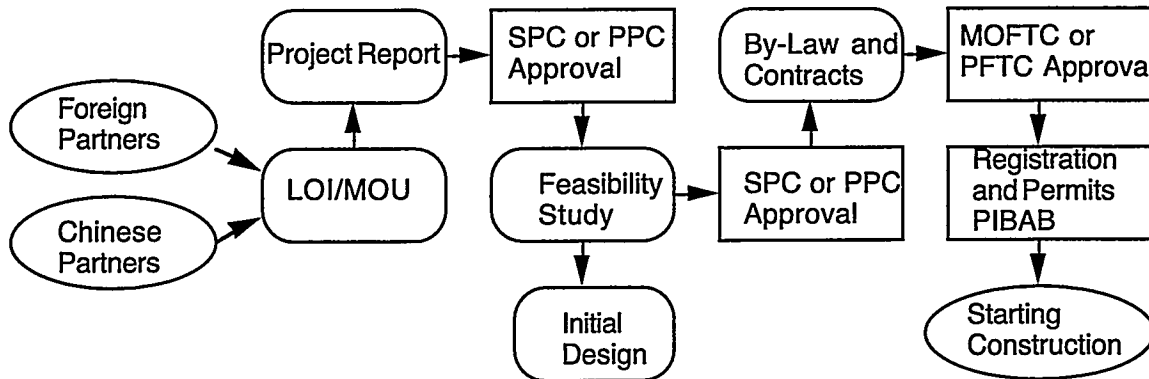 Foreign
Partners
Chinese
Partners
LOI/MOU
Project Report
SPC or PPC
Approval
Feasibility
Study
Initial
Design
SPC or PPC
Approval
By-Law and
Contracts
MOFTC or
PFTC Approval
Registration
and Permits
PIBAB
Starting
Construction